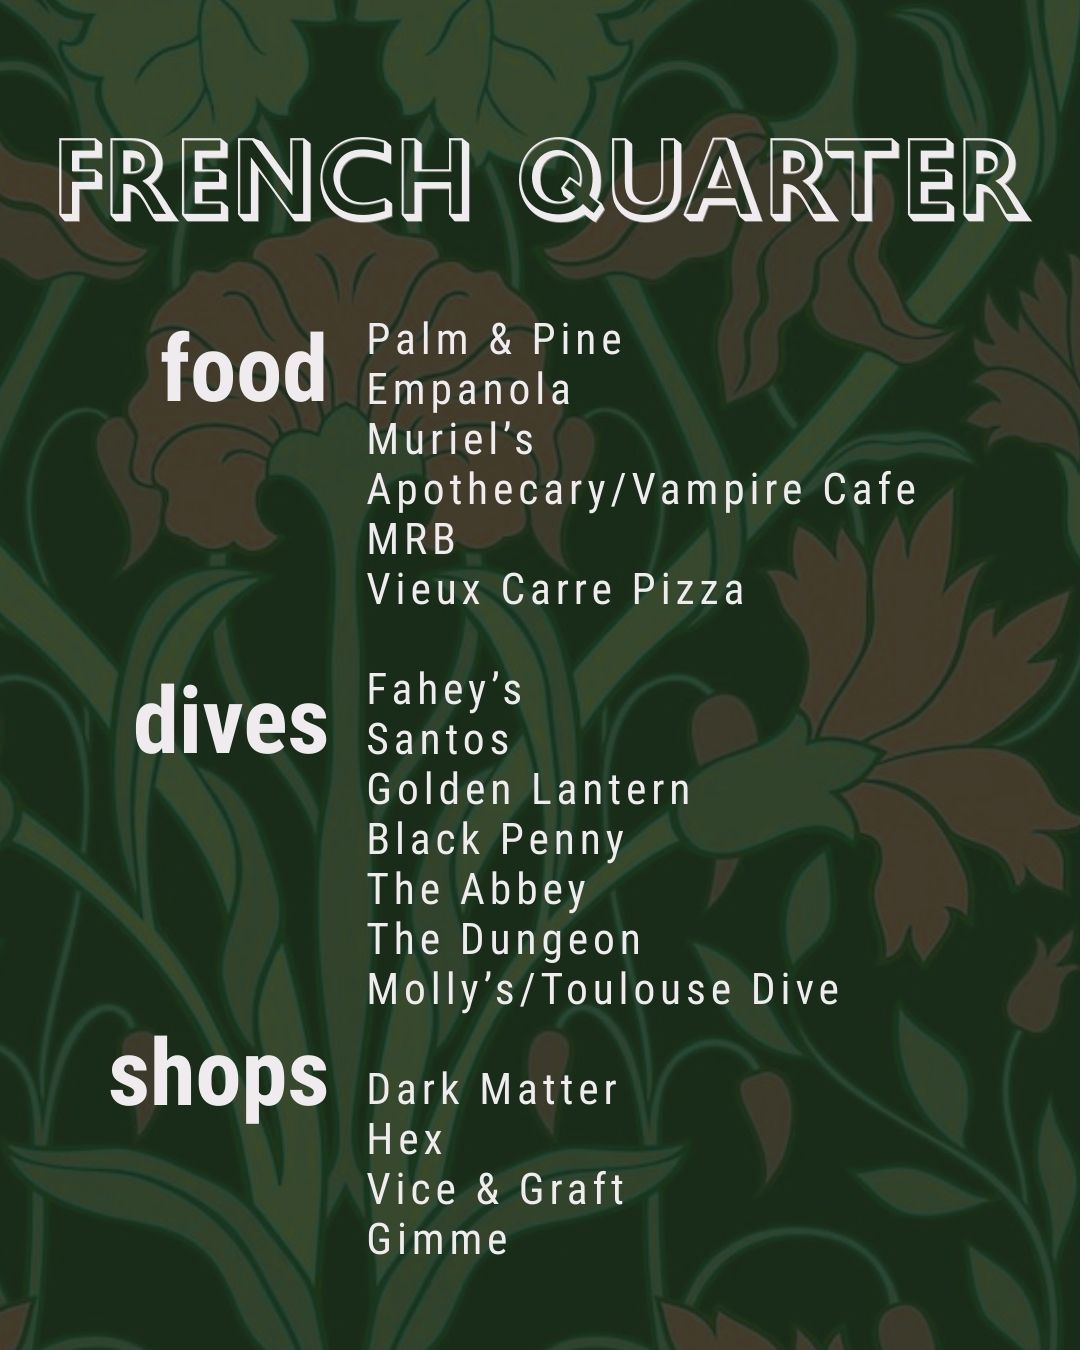 FRENCH QUARTER
food
Palm & Pine
Empanola
Muriel’s
Apothecary/Vampire Cafe
MRB
Vieux Carre Pizza
dives
Fahey’s
Santos
Golden Lantern
Black Penny
The Abbey
The Dungeon
Molly’s/Toulouse Dive
shops
Dark Matter
Hex
Vice & Graft
Gimme